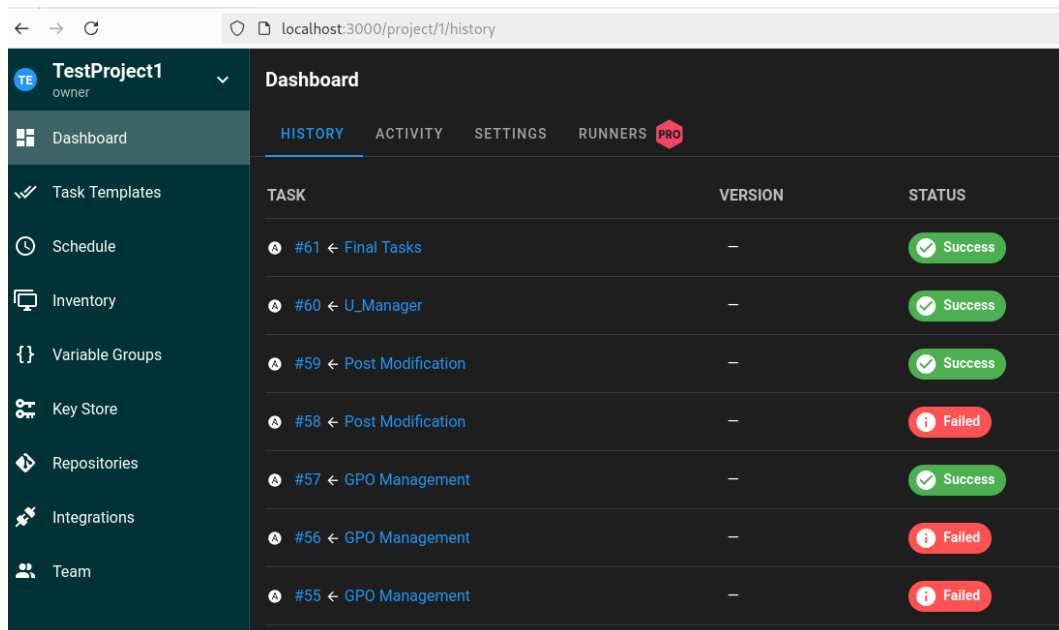 localhost:3000/project/1/history
TE
TestProject1
owner
Dashboard
Task Templates
Schedule
Inventory
Variable Groups
Key Store
Repositories
Integrations
Team
Dashboard
HISTORY ACTIVITY SETTINGS RUNNERS PRO
TASK VERSION STATUS
A #61 ← Final Tasks — Success
A #60 ← U_Manager — Success
A #59 ← Post Modification — Success
A #58 ← Post Modification — Failed
A #57 ← GPO Management — Success
A #56 ← GPO Management — Failed
A #55 ← GPO Management — Failed